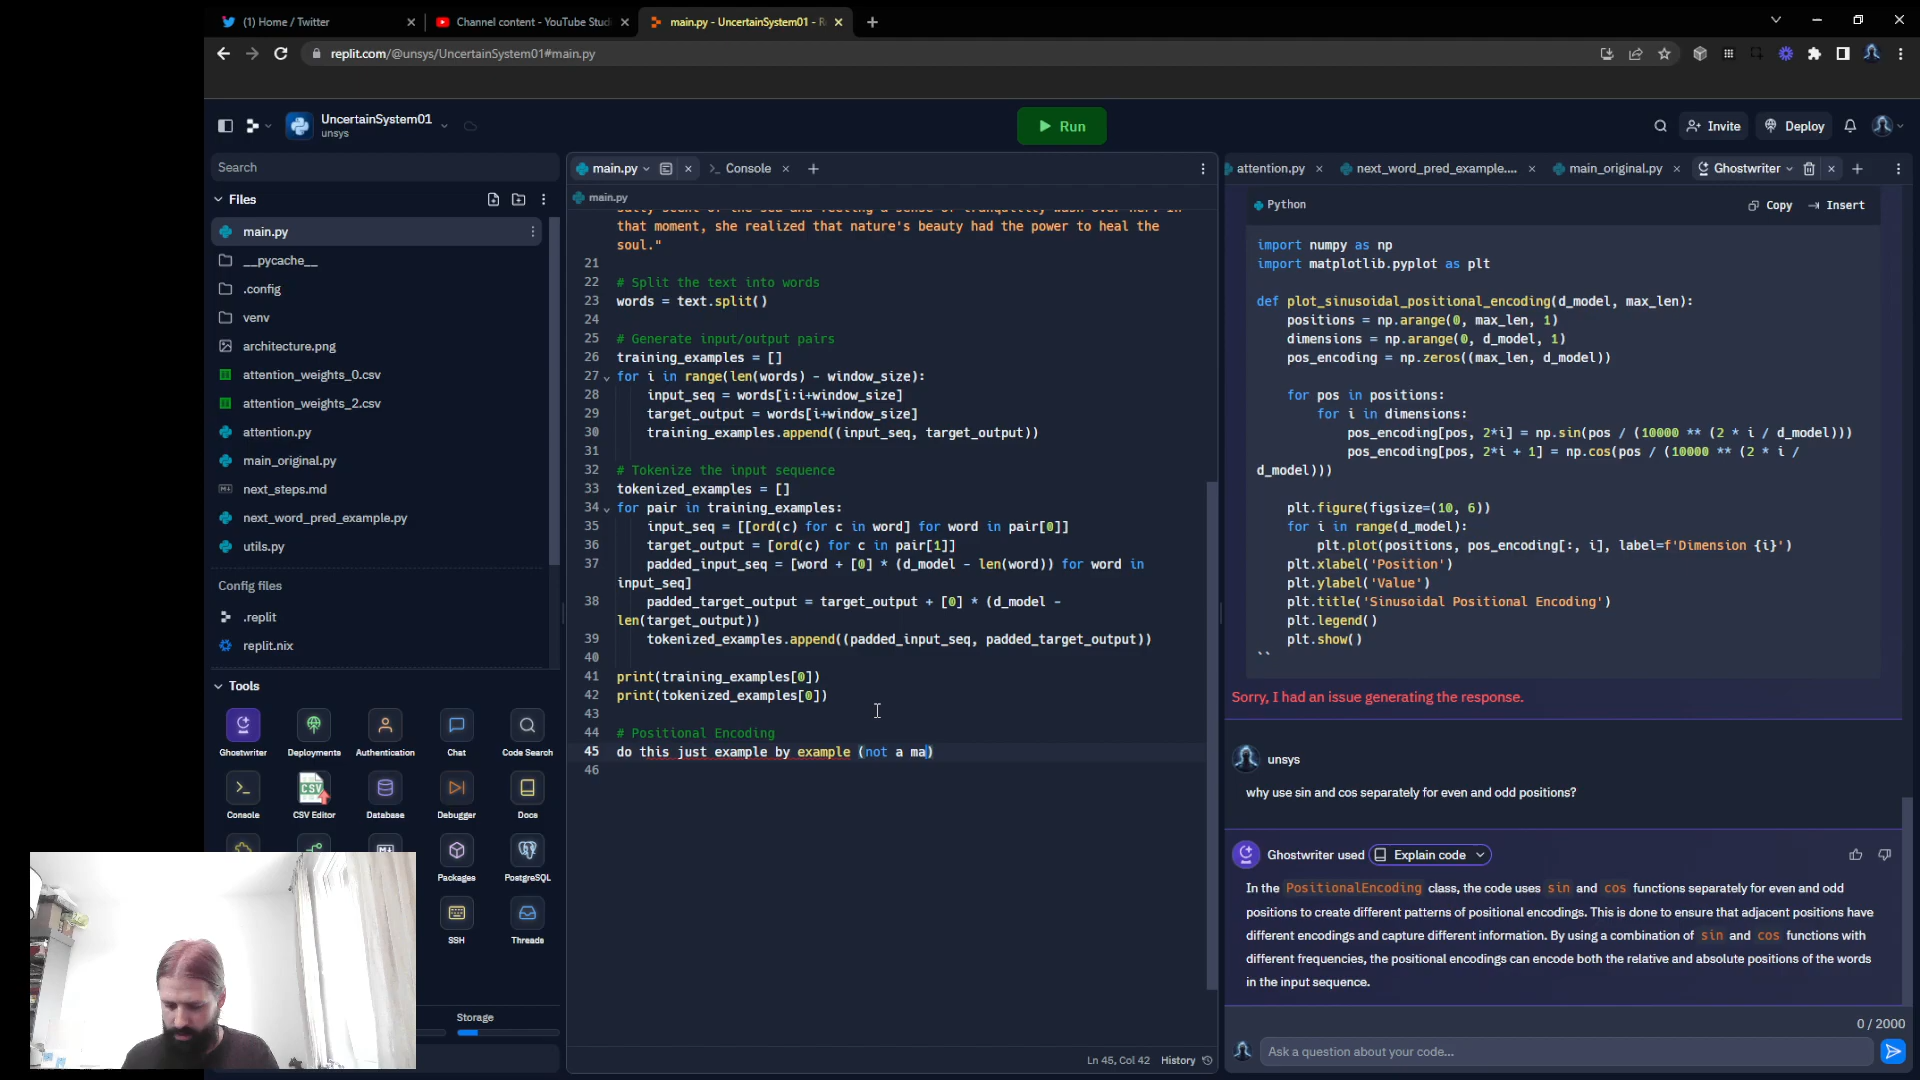 (1) Home / Twitter
Channel content - YouTube Stud
main.py - UncertainSystem01 - R
replit.com/@unsys/UncertainSystem01#main.py
UncertainSystem01
unsys
Run
Invite
Deploy
Search
Files
main.py
__pycache__
.config
venv
architecture.png
attention_weights_0.csv
attention_weights_2.csv
attention.py
main_original.py
next_steps.md
next_word_pred_example.py
utils.py
Config files
.replit
replit.nix
Tools
Ghostwriter
Deployments
Authentication
Chat
Code Search
Console
CSV Editor
CSV
Database
Debugger
Docs
Packages
PostgreSQL
SSH
Threads
Storage
main.py
Console
main.py
that moment, she realized that nature's beauty had the power to heal the
soul."
21
22 # Split the text into words
23 words = text.split()
24
25 # Generate input/output pairs
26 training_examples = []
27 for i in range(len(words) - window_size):
28 input_seq = words[i:i+window_size]
29 target_output = words[i+window_size]
30 training_examples.append((input_seq, target_output))
31
32 # Tokenize the input sequence
33 tokenized_examples = []
34 for pair in training_examples:
35 input_seq = [[ord(c) for c in word] for word in pair[0]]
36 target_output = [ord(c) for c in pair[1]]
37 padded_input_seq = [word + [0] * (d_model - len(word)) for word in
input_seq]
38 padded_target_output = target_output + [0] * (d_model -
len(target_output))
39 tokenized_examples.append((padded_input_seq, padded_target_output))
40
41 print(training_examples[0])
42 print(tokenized_examples[0])
43
44 # Positional Encoding
45 do this just example by example (not a ma)
46
Ln 45, Col 42 History
attention.py
next_word_pred_example....
main_original.py
Ghostwriter
Python
Copy
Insert
import numpy as np
import matplotlib.pyplot as plt
def plot_sinusoidal_positional_encoding(d_model, max_len):
positions = np.arange(0, max_len, 1)
dimensions = np.arange(0, d_model, 1)
pos_encoding = np.zeros((max_len, d_model))
for pos in positions:
for i in dimensions:
pos_encoding[pos, 2*i] = np.sin(pos / (10000 ** (2 * i / d_model)))
pos_encoding[pos, 2*i + 1] = np.cos(pos / (10000 ** (2 * i /
d_model)))
plt.figure(figsize=(10, 6))
for i in range(d_model):
plt.plot(positions, pos_encoding[:, i], label=f'Dimension {i}')
plt.xlabel('Position')
plt.ylabel('Value')
plt.title('Sinusoidal Positional Encoding')
plt.legend()
plt.show()
``
Sorry, I had an issue generating the response.
unsys
why use sin and cos separately for even and odd positions?
Ghostwriter used Explain code
In the PositionalEncoding class, the code uses sin and cos functions separately for even and odd
positions to create different patterns of positional encodings. This is done to ensure that adjacent positions have
different encodings and capture different information. By using a combination of sin and cos functions with
different frequencies, the positional encodings can encode both the relative and absolute positions of the words
in the input sequence.
0 / 2000
Ask a question about your code...